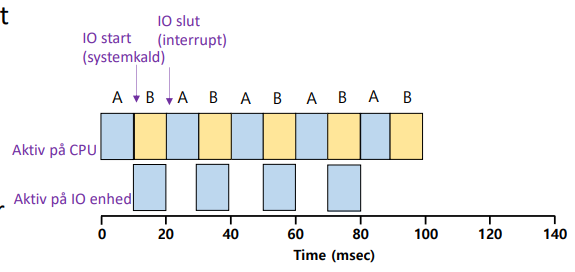 t
IO slut
(interrupt)
IO start
(systemkald)
A B A B A B A B A B
Aktiv på CPU
Aktiv på IO enhed
r
0 20 40 60 80 100 120 140
Time (msec)